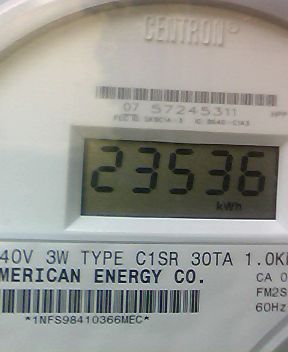 CENTRON®
07 57245311
23536
kWh
40V 3W TYPE C1SR 30TA 1.0K
MERICAN ENERGY CO.
CA 0
FM2S
60Hz
*1NFS98410366MEC*